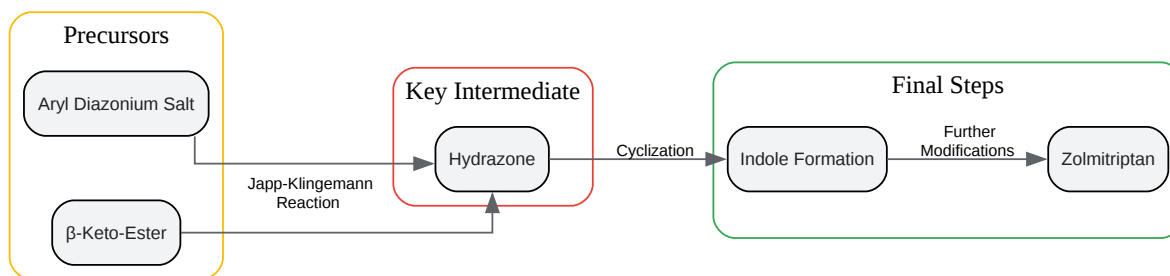 Precursors
Aryl Diazonium Salt
β-Keto-Ester
Japp-Klingemann
Reaction
Key Intermediate
Hydrazone
Cyclization
Final Steps
Indole Formation
Further
Modifications
Zolmitriptan